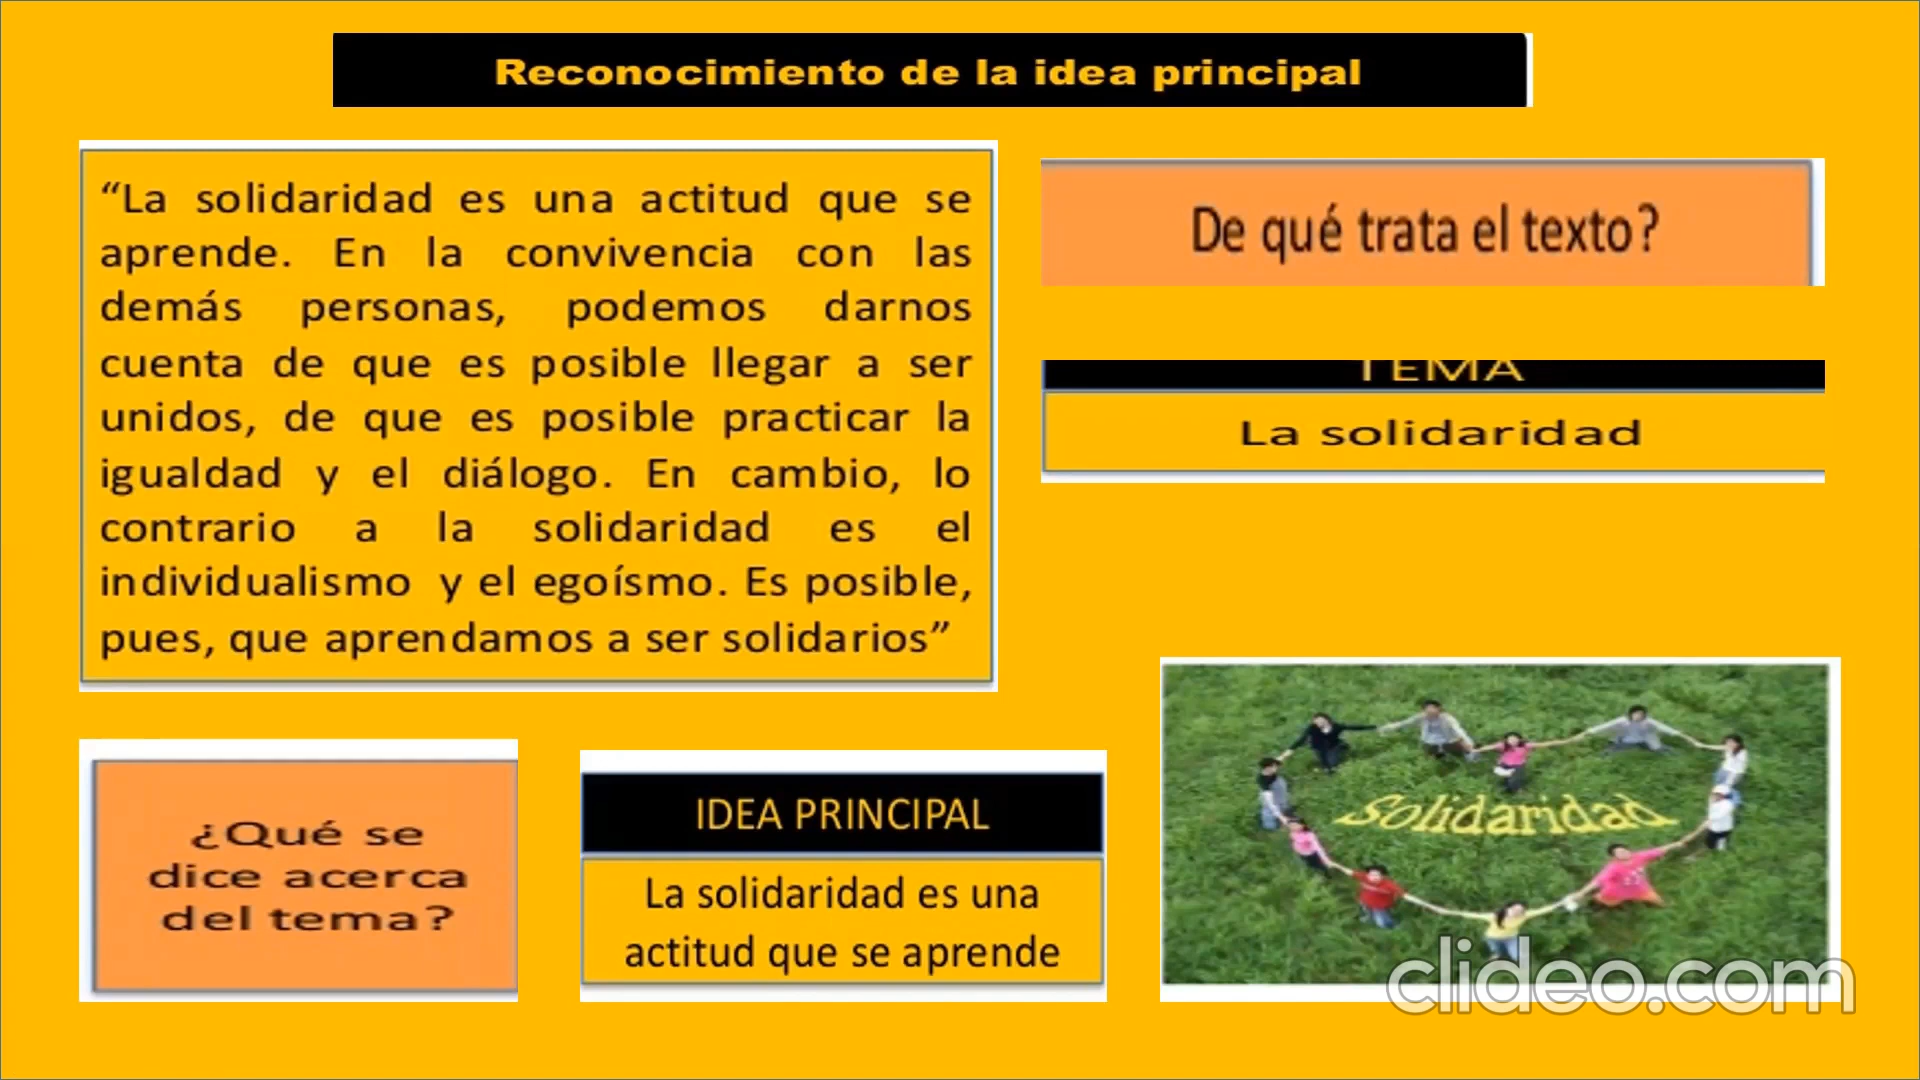 Reconocimiento de la idea principal
“La solidaridad es una actitud que se
aprende. En la convivencia con las
demás personas, podemos darnos
cuenta de que es posible llegar a ser
unidos, de que es posible practicar la
igualdad y el diálogo. En cambio, lo
contrario a la solidaridad es el
individualismo y el egoísmo. Es posible,
pues, que aprendamos a ser solidarios”
De qué trata el texto?
TEMA
La solidaridad
¿Qué se
dice acerca
del tema?
IDEA PRINCIPAL
La solidaridad es una
actitud que se aprende
Solidaridad
clideo.com